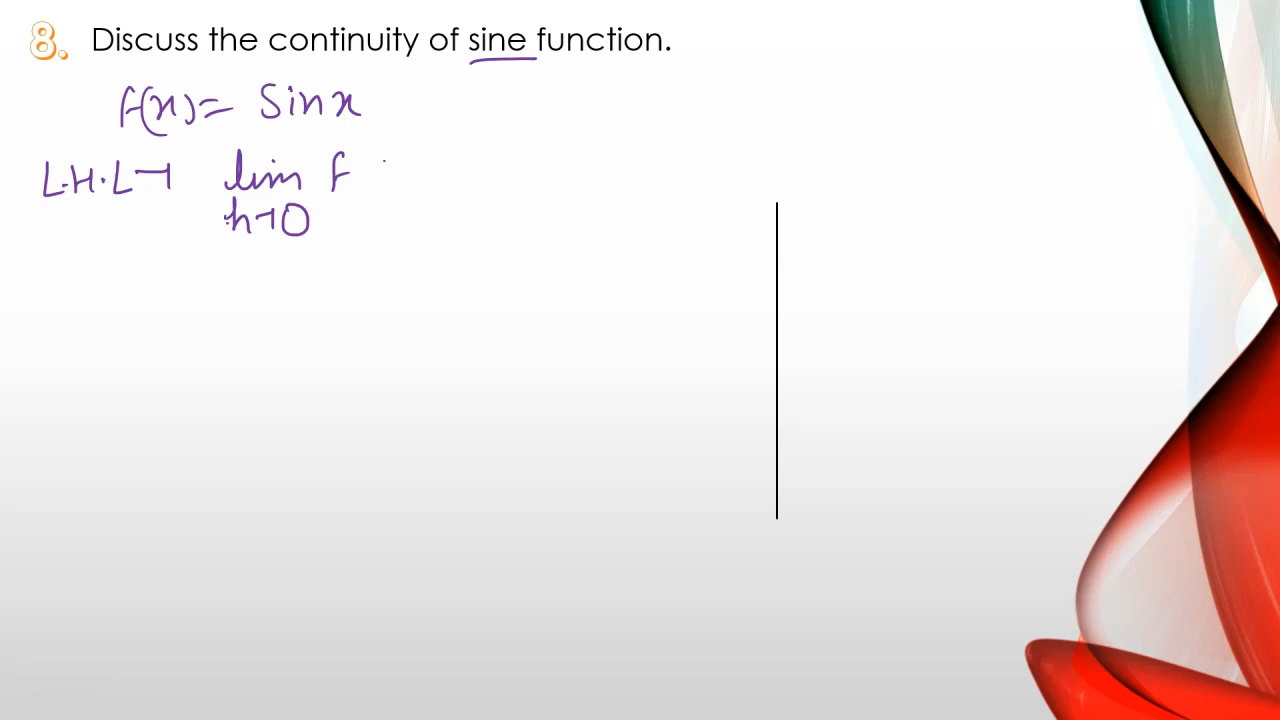 8. Discuss the continuity of sine function.
f(x) = Sin x
L.H.L → lim f
h→0